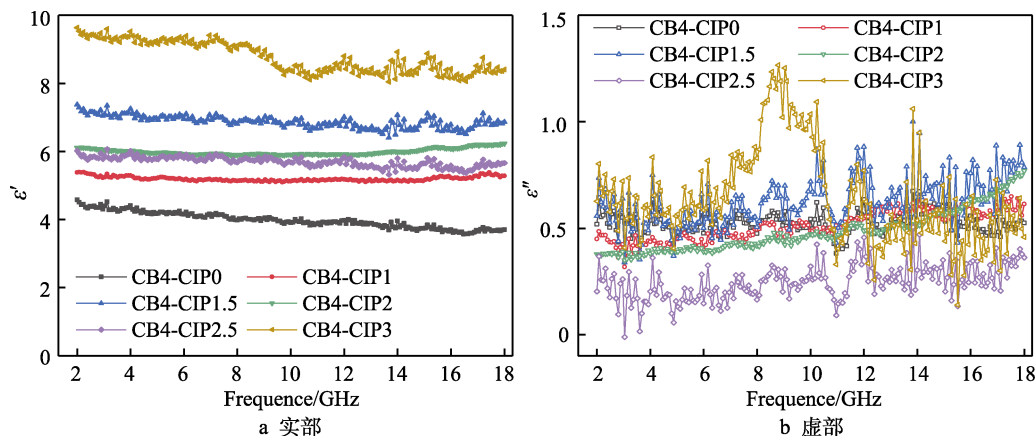 10
8
6
4
2
0
ε′
CB4-CIP0
CB4-CIP1
CB4-CIP1.5
CB4-CIP2
CB4-CIP2.5
CB4-CIP3
2 4 6 8 10 12 14 16 18
Frequence/GHz
a 实部
1.5
1.0
0.5
0
ε″
CB4-CIP0
CB4-CIP1
CB4-CIP1.5
CB4-CIP2
CB4-CIP2.5
CB4-CIP3
2 4 6 8 10 12 14 16 18
Frequence/GHz
b 虚部